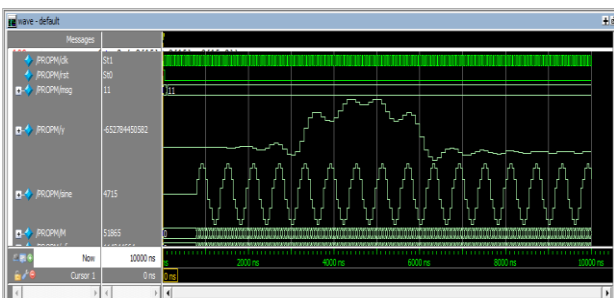 wave - default
Messages
/PROPM/clk St1
/PROPM/rst St0
/PROPM/msg 11 11
/PROPM/y -652784450582
/PROPM/sine 4715
/PROPM/M 51865
Now 10000 ns ns 2000 ns 4000 ns 6000 ns 8000 ns 10000 ns
Cursor 1 0 ns 0 ns